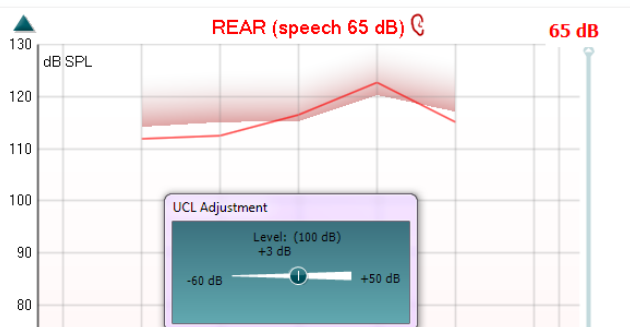 REAR (speech 65 dB)
65 dB
130
dB SPL
120
110
100
UCL Adjustment
Level: (100 dB)
+3 dB
-60 dB
+50 dB
90
80